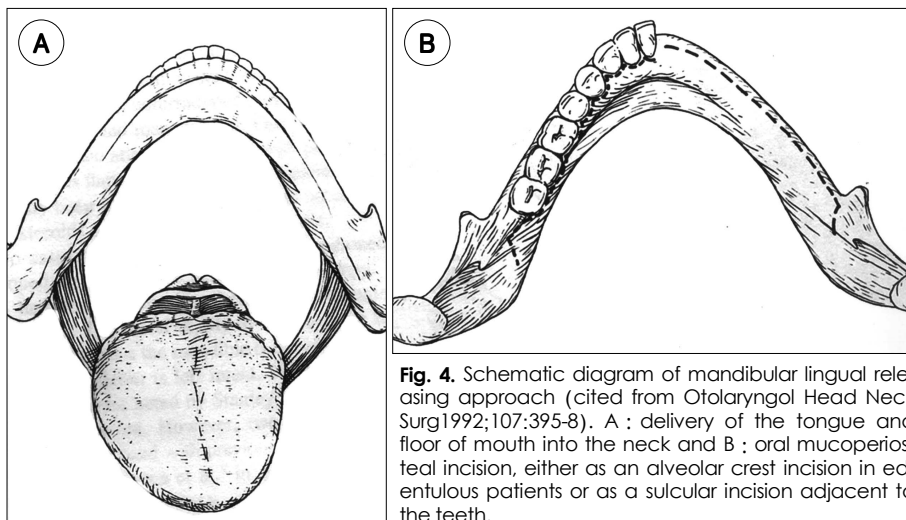 A
B
Fig. 4. Schematic diagram of mandibular lingual rele
asing approach (cited from Otolaryngol Head Nec
Surg1992;107:395-8). A : delivery of the tongue and
floor of mouth into the neck and B : oral mucoperios
teal incision, either as an alveolar crest incision in ed
entulous patients or as a sulcular incision adjacent to
the teeth.